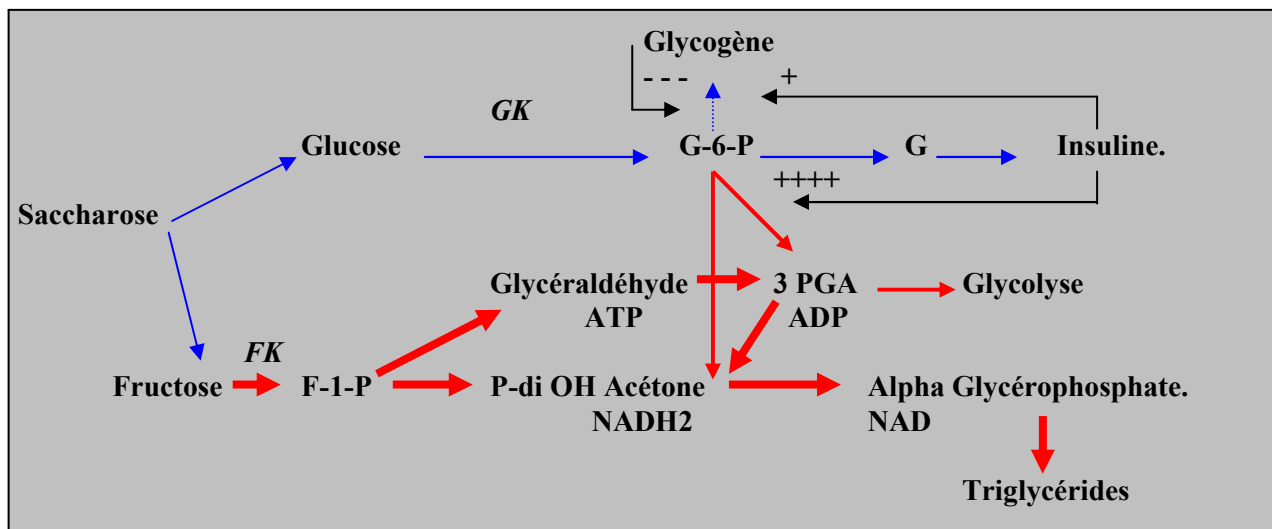 Glycogène
- - - +
GK
Glucose G-6-P G Insuline.
++++
Saccharose
Glycéraldéhyde 3 PGA Glycolyse
ATP ADP
FK
Fructose F-1-P P-di OH Acétone Alpha Glycérophosphate.
NADH2 NAD
Triglycérides